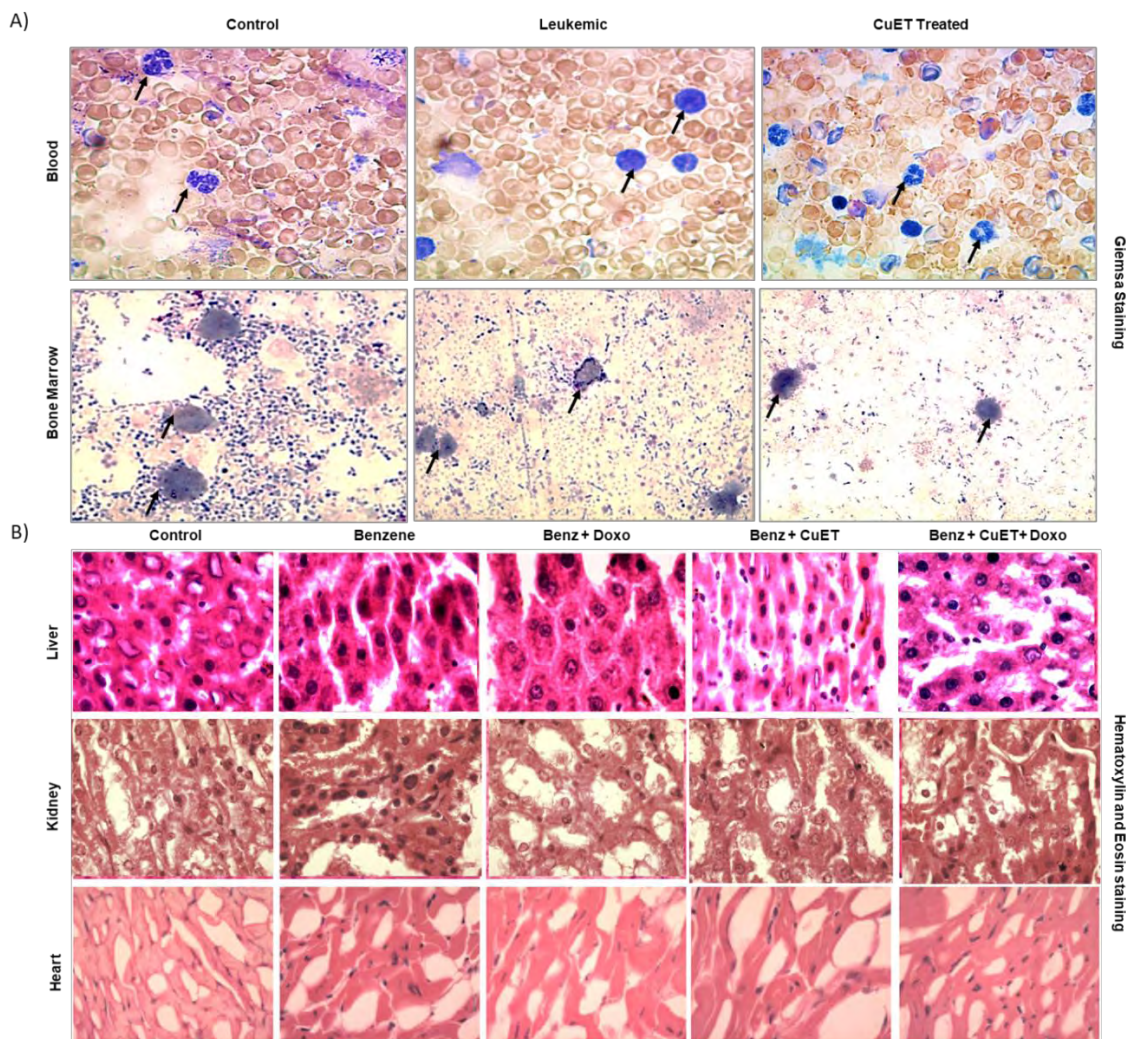 A)
Control
Leukemic
CuET Treated
Blood
Bone Marrow
Giemsa Staining
B)
Control
Benzene
Benz + Doxo
Benz + CuET
Benz + CuET+ Doxo
Liver
Kidney
Heart
Hematoxylin and Eosin staining